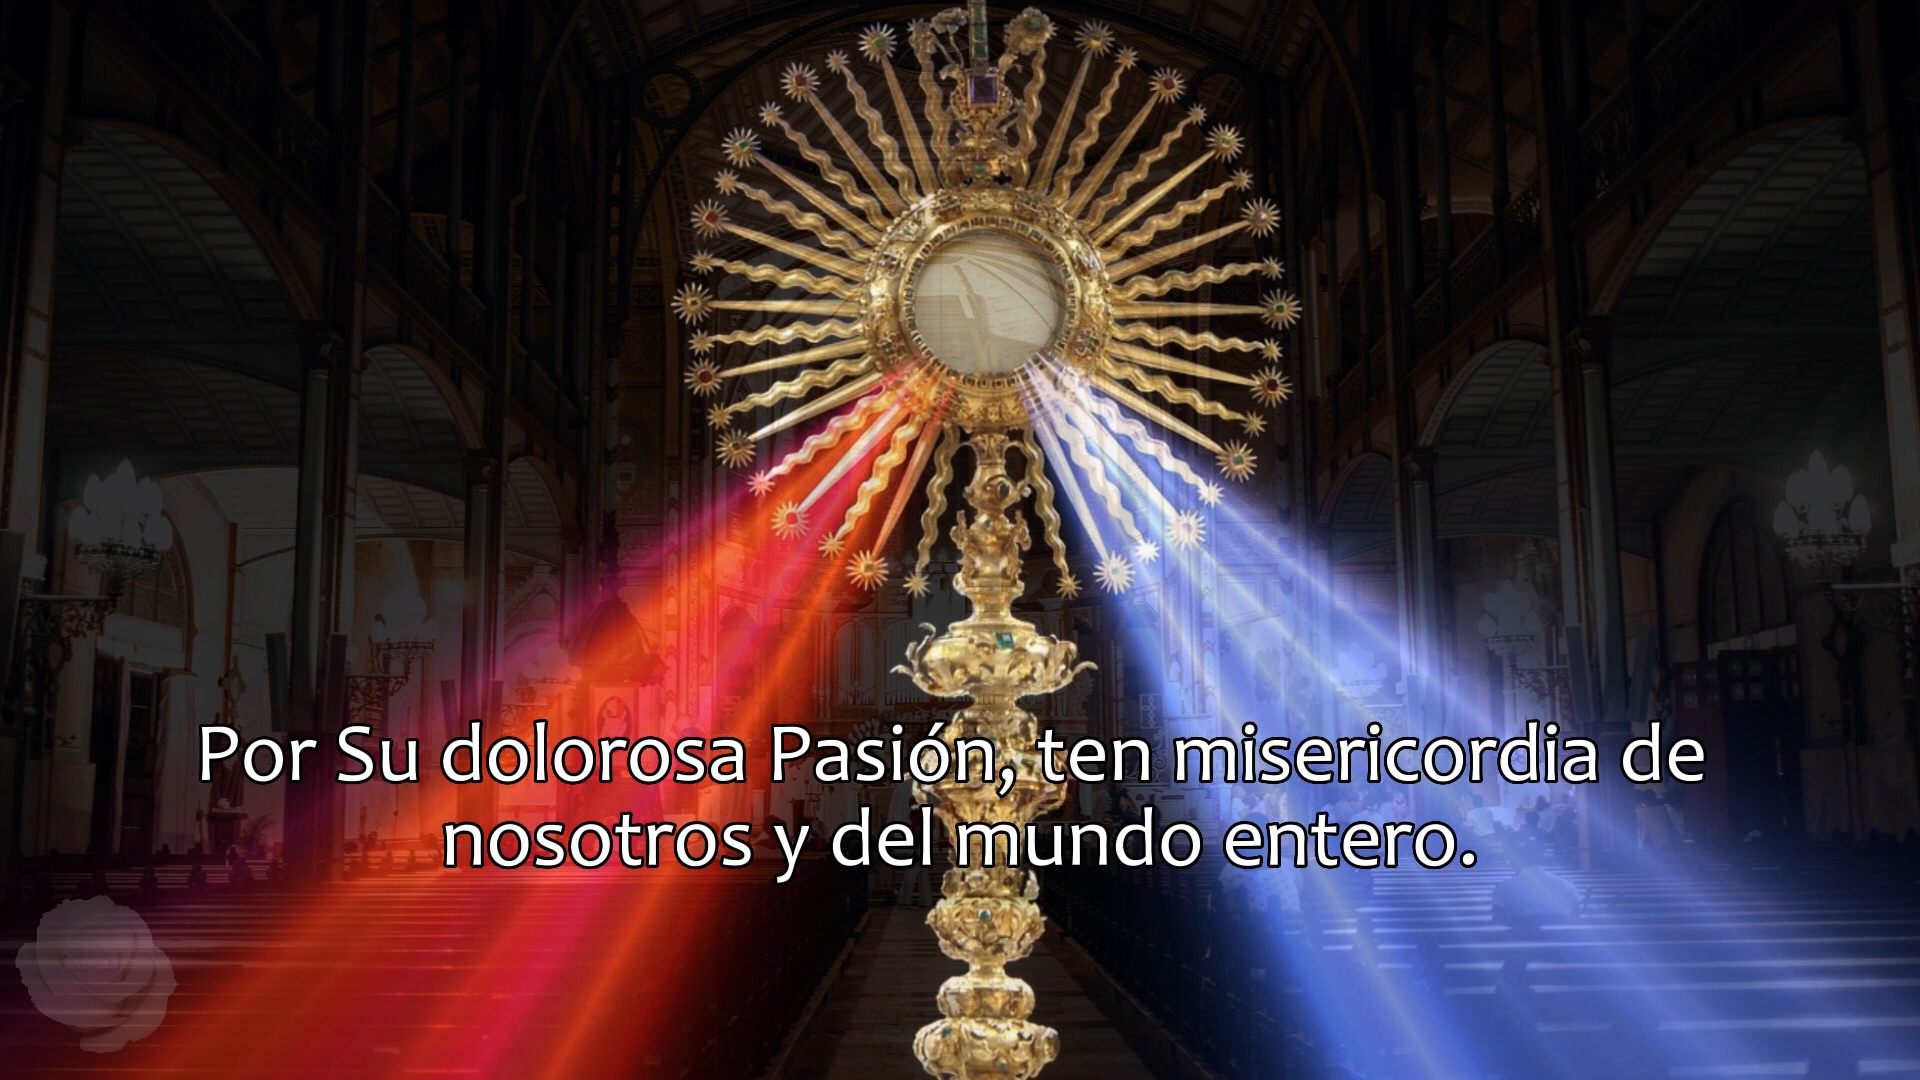 Por Su dolorosa Pasión, ten misericordia de
nosotros y del mundo entero.